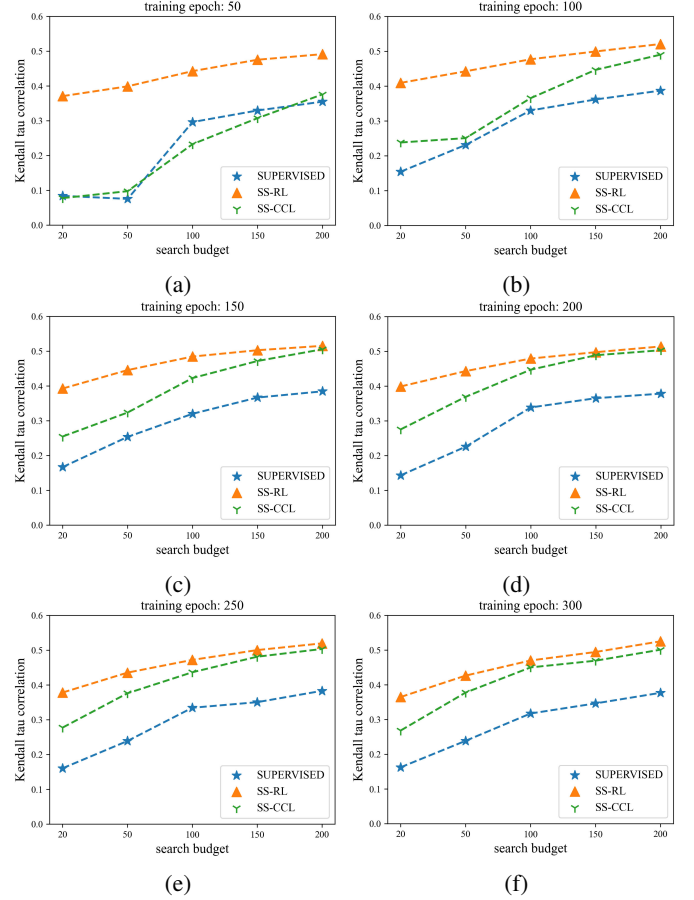 training epoch: 50
Kendall tau correlation
0.6
0.5
0.4
0.3
0.2
0.1
0.0
SUPERVISED
SS-RL
SS-CCL
20 50 100 150 200
search budget
(a)
training epoch: 100
Kendall tau correlation
0.6
0.5
0.4
0.3
0.2
0.1
0.0
SUPERVISED
SS-RL
SS-CCL
20 50 100 150 200
search budget
(b)
training epoch: 150
Kendall tau correlation
0.6
0.5
0.4
0.3
0.2
0.1
0.0
SUPERVISED
SS-RL
SS-CCL
20 50 100 150 200
search budget
(c)
training epoch: 200
Kendall tau correlation
0.6
0.5
0.4
0.3
0.2
0.1
0.0
SUPERVISED
SS-RL
SS-CCL
20 50 100 150 200
search budget
(d)
training epoch: 250
Kendall tau correlation
0.6
0.5
0.4
0.3
0.2
0.1
0.0
SUPERVISED
SS-RL
SS-CCL
20 50 100 150 200
search budget
(e)
training epoch: 300
Kendall tau correlation
0.6
0.5
0.4
0.3
0.2
0.1
0.0
SUPERVISED
SS-RL
SS-CCL
20 50 100 150 200
search budget
(f)